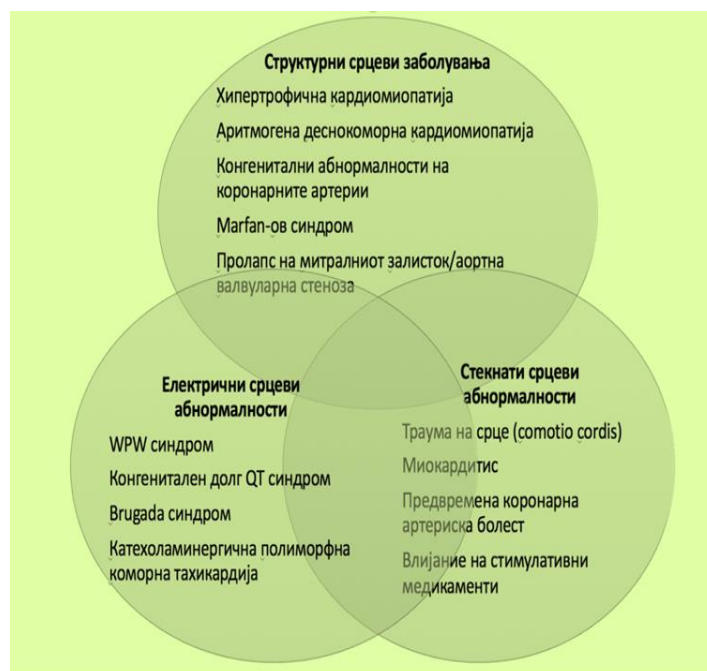 Структурни срцеви заболувања
Хипертрофична кардиомиопатија
Аритмогена деснокоморна кардиомиопатија
Конгенитални абнормалности на
коронарните артерии
Marfan-ов синдром
Пролапс на митралниот залисток/аортна
валвуларна стеноза
Електрични срцеви
абнормалности
WPW синдром
Конгенитален долг QT синдром
Brugada синдром
Катехоламинергична полиморфна
коморна тахикардија
Стекнати срцеви
абнормалности
Траума на срце (comotio cordis)
Миокардитис
Предвремена коронарна
артериска болест
Влијание на стимулативни
медикаменти